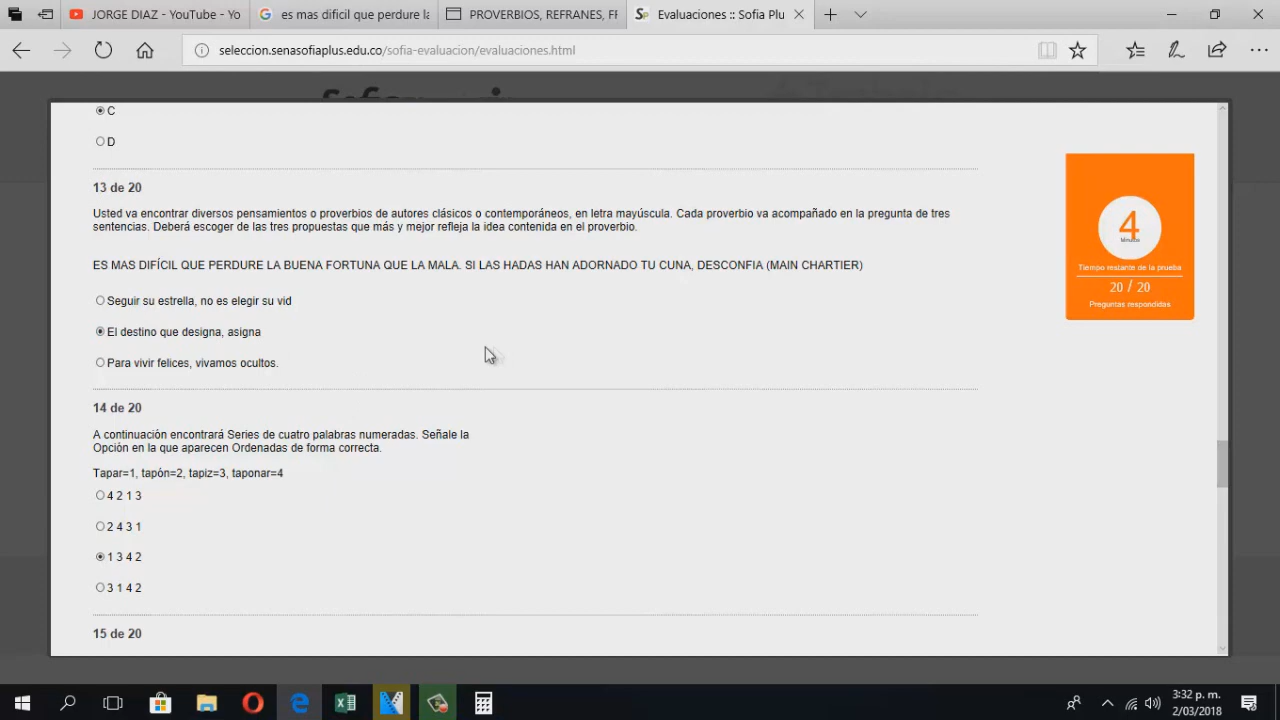 JORGE DIAZ - YouTube - Yo
es mas dificil que perdure la
PROVERBIOS, REFRANES, FF
Evaluaciones :: Sofia Plu
seleccion.senasofiaplus.edu.co/sofia-evaluacion/evaluaciones.html
C
D
13 de 20
Usted va encontrar diversos pensamientos o proverbios de autores clásicos o contemporáneos, en letra mayúscula. Cada proverbio va acompañado en la pregunta de tres
sentencias. Deberá escoger de las tres propuestas que más y mejor refleja la idea contenida en el proverbio.
ES MAS DIFÍCIL QUE PERDURE LA BUENA FORTUNA QUE LA MALA. SI LAS HADAS HAN ADORNADO TU CUNA, DESCONFIA (MAIN CHARTIER)
Seguir su estrella, no es elegir su vid
El destino que designa, asigna
Para vivir felices, vivamos ocultos.
4
Minutos
Tiempo restante de la prueba
20 / 20
Preguntas respondidas
14 de 20
A continuación encontrará Series de cuatro palabras numeradas. Señale la
Opción en la que aparecen Ordenadas de forma correcta.
Tapar=1, tapón=2, tapiz=3, taponar=4
4 2 1 3
2 4 3 1
1 3 4 2
3 1 4 2
15 de 20
3:32 p. m.
2/03/2018